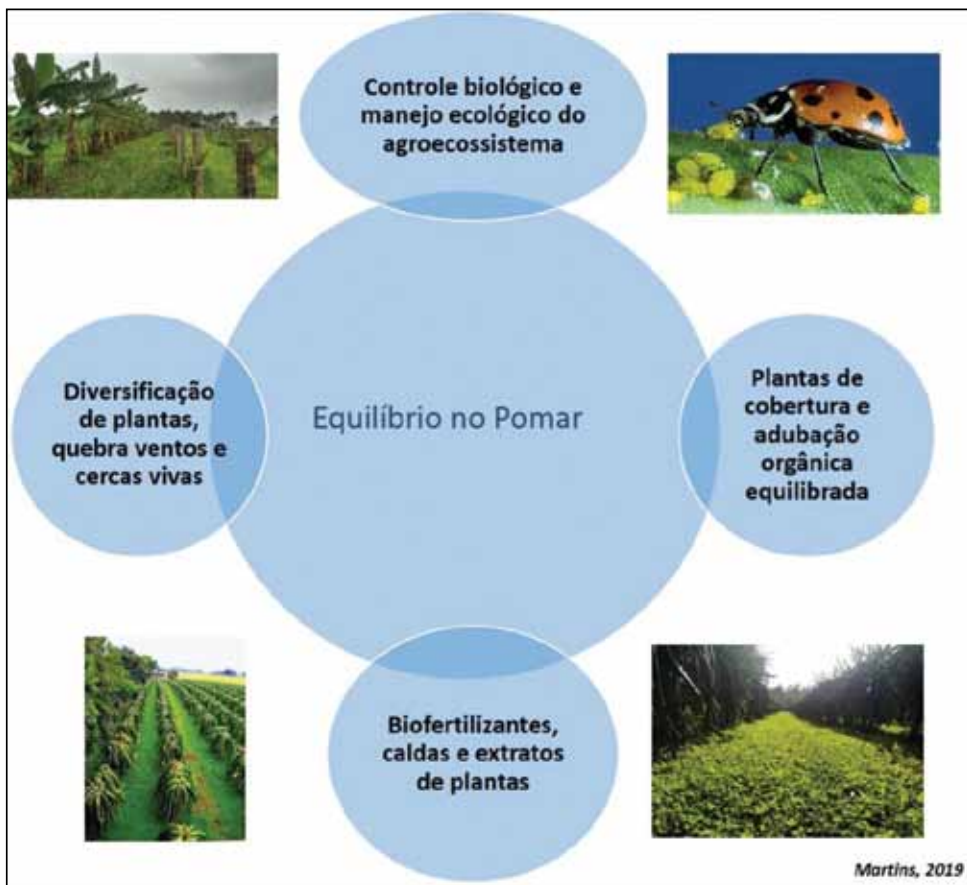 Controle biológico e
manejo ecológico do
agroecossistema
Diversificação
de plantas,
quebra ventos e
cercas vivas
Equilíbrio no Pomar
Plantas de
cobertura e
adubação
orgânica
equilibrada
Biofertilizantes,
caldas e extratos
de plantas
Martins, 2019